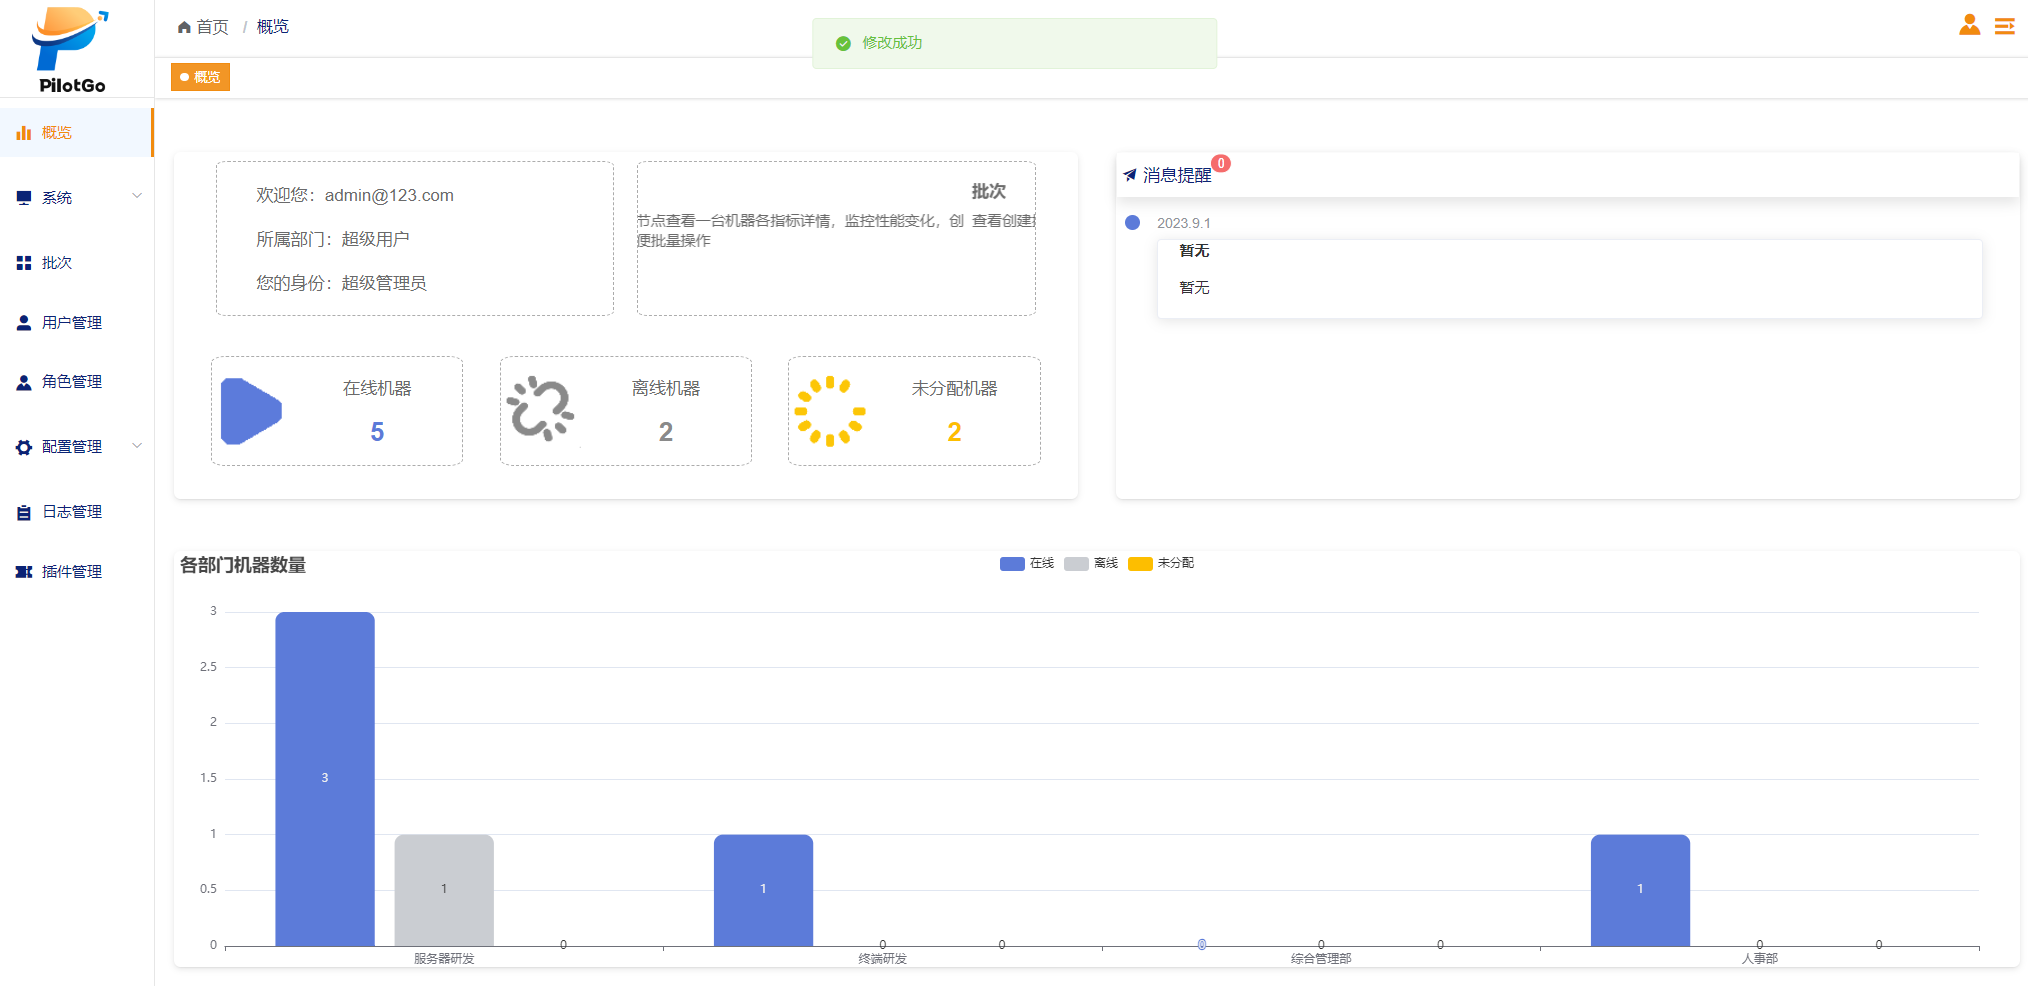 PilotGo
首页 / 概览
修改成功
概览
概览
系统
批次
用户管理
角色管理
配置管理
日志管理
插件管理
欢迎您：admin@123.com
所属部门：超级用户
您的身份：超级管理员
批次
节点查看一台机器各指标详情，监控性能变化，创
便批量操作
查看创建
在线机器
5
离线机器
2
未分配机器
2
消息提醒
0
2023.9.1
暂无
暂无
各部门机器数量
在线 离线 未分配
3
2.5
2
1.5
1
0.5
0
3
1
0
1
0
0
0
0
0
1
0
0
服务器研发
终端研发
综合管理部
人事部